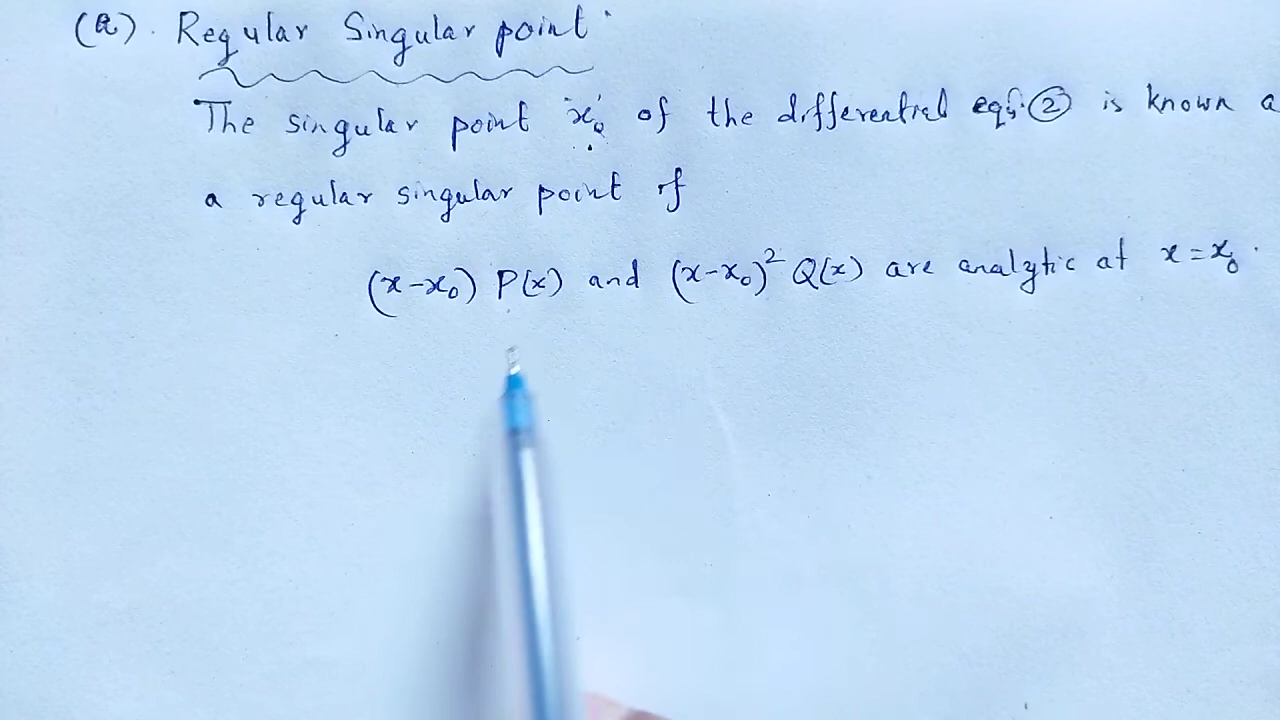 (a). Regular Singular point
The singular point 'x₀' of the differential eqⁿ. ② is known a
a regular singular point of
(x-x₀) P(x) and (x-x₀)² Q(x) are analytic at x = x₀.